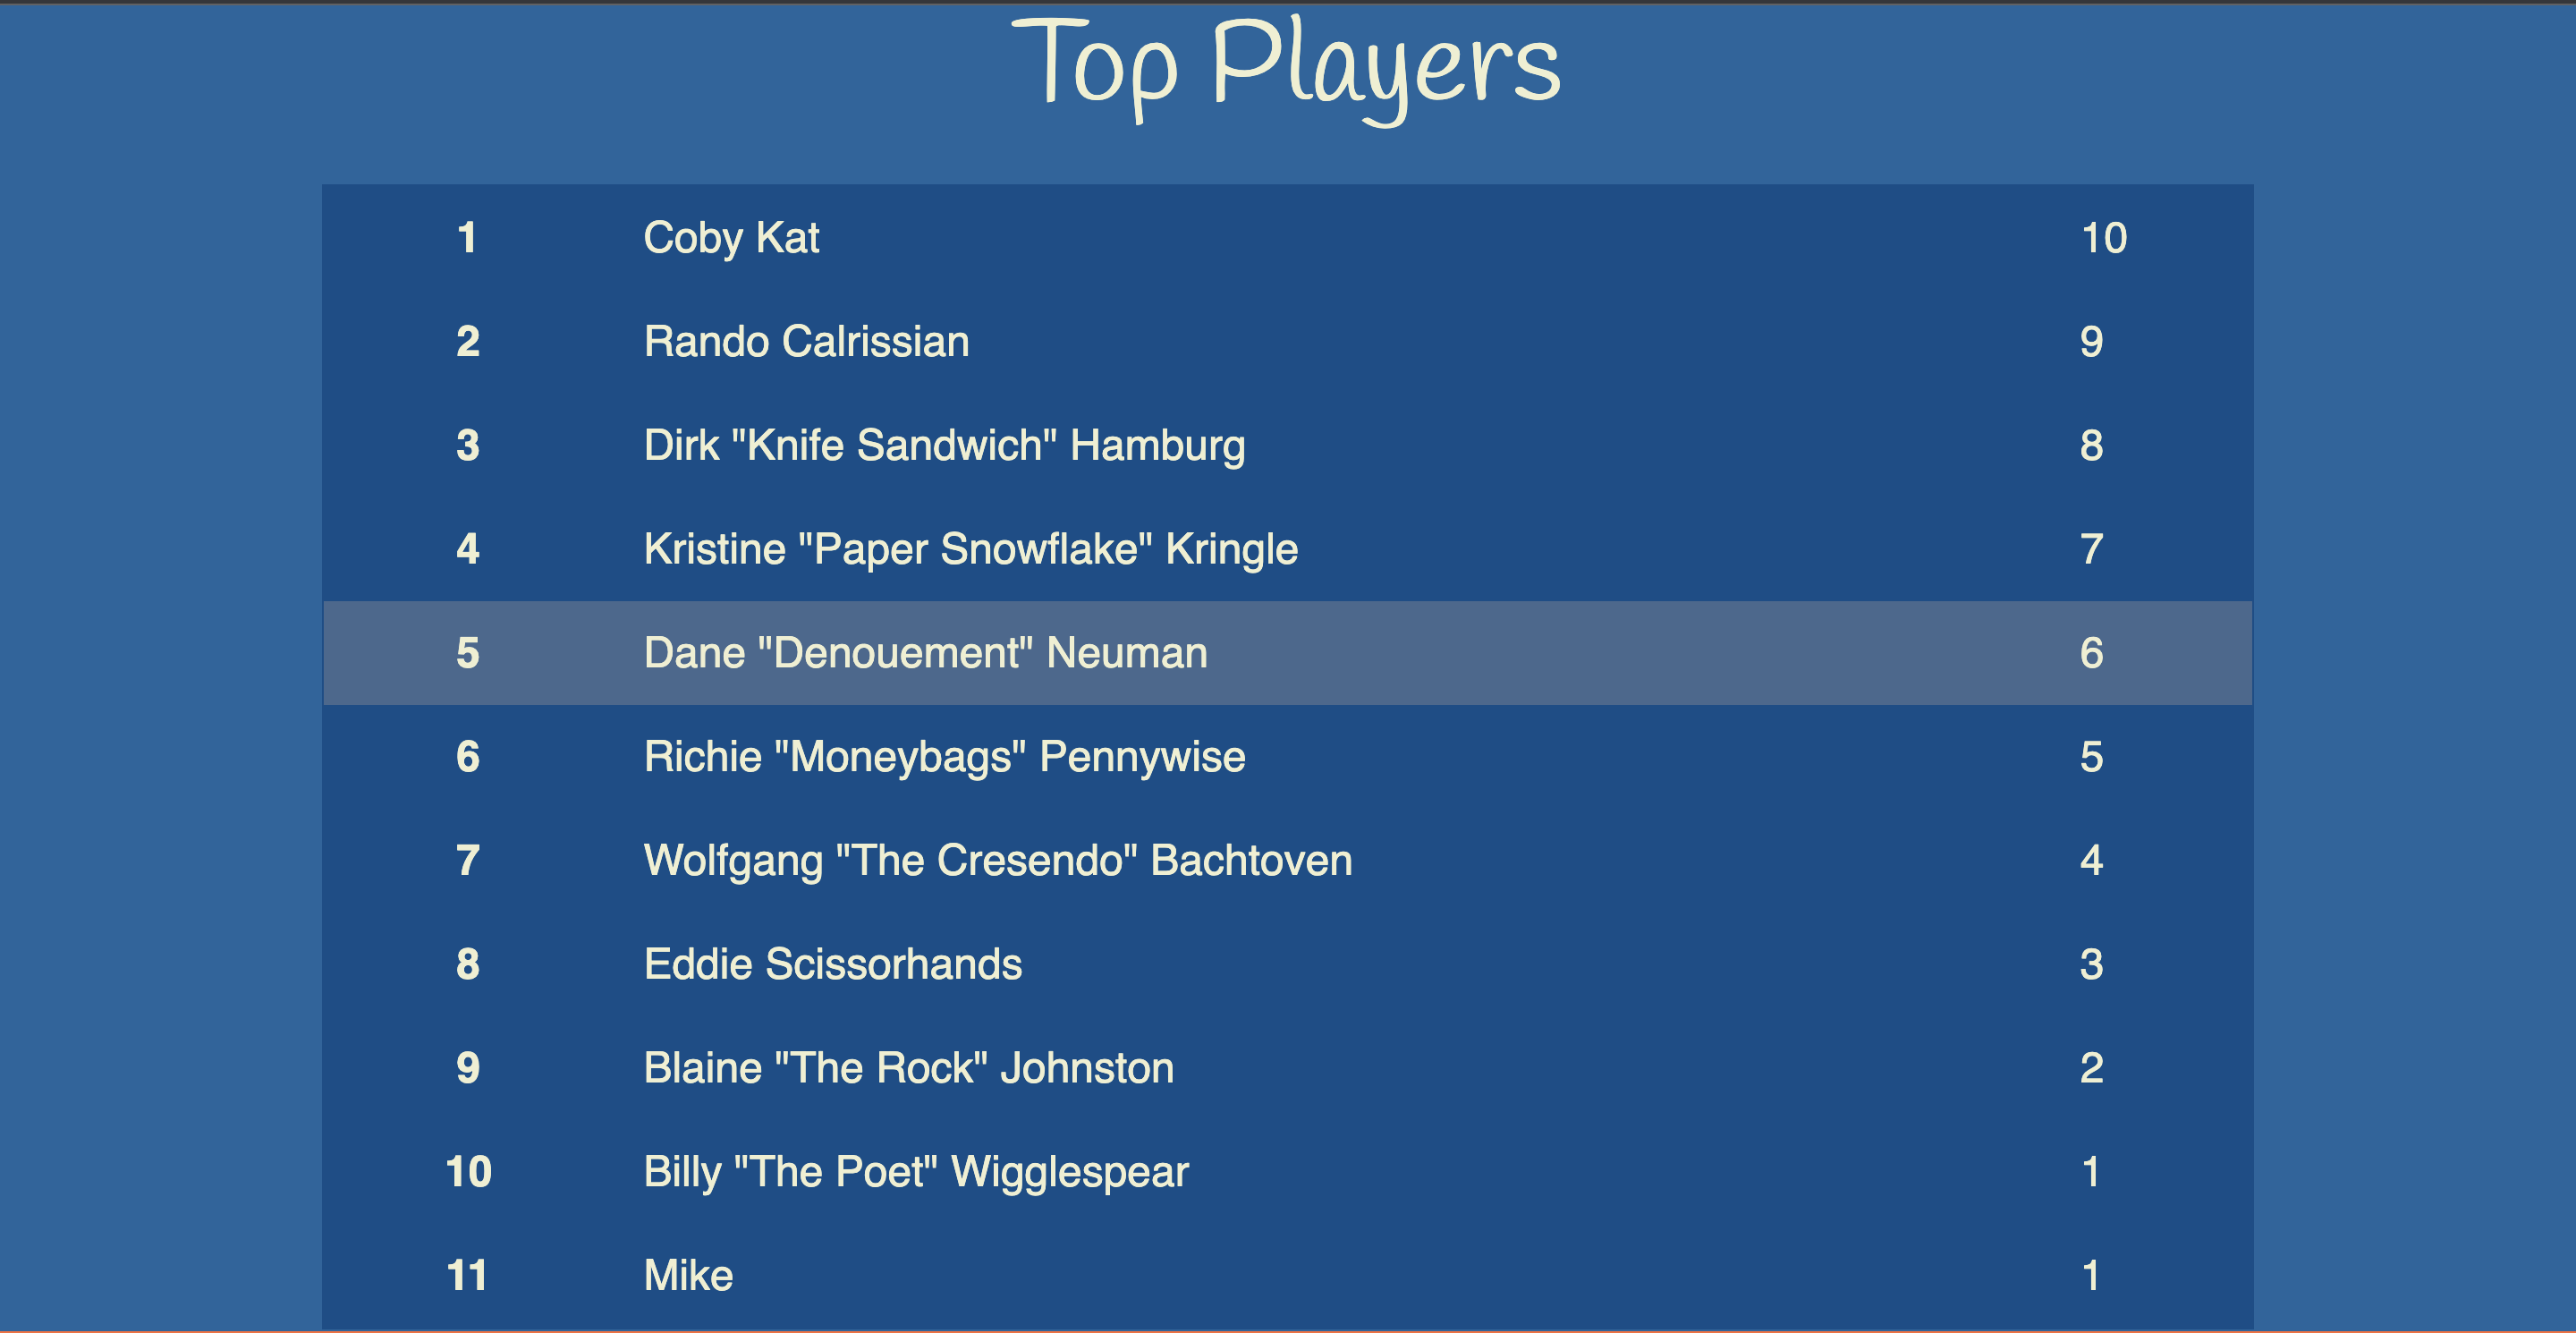 Top Players
1 Coby Kat 10
2 Rando Calrissian 9
3 Dirk "Knife Sandwich" Hamburg 8
4 Kristine "Paper Snowflake" Kringle 7
5 Dane "Denouement" Neuman 6
6 Richie "Moneybags" Pennywise 5
7 Wolfgang "The Cresendo" Bachtoven 4
8 Eddie Scissorhands 3
9 Blaine "The Rock" Johnston 2
10 Billy "The Poet" Wigglespear 1
11 Mike 1